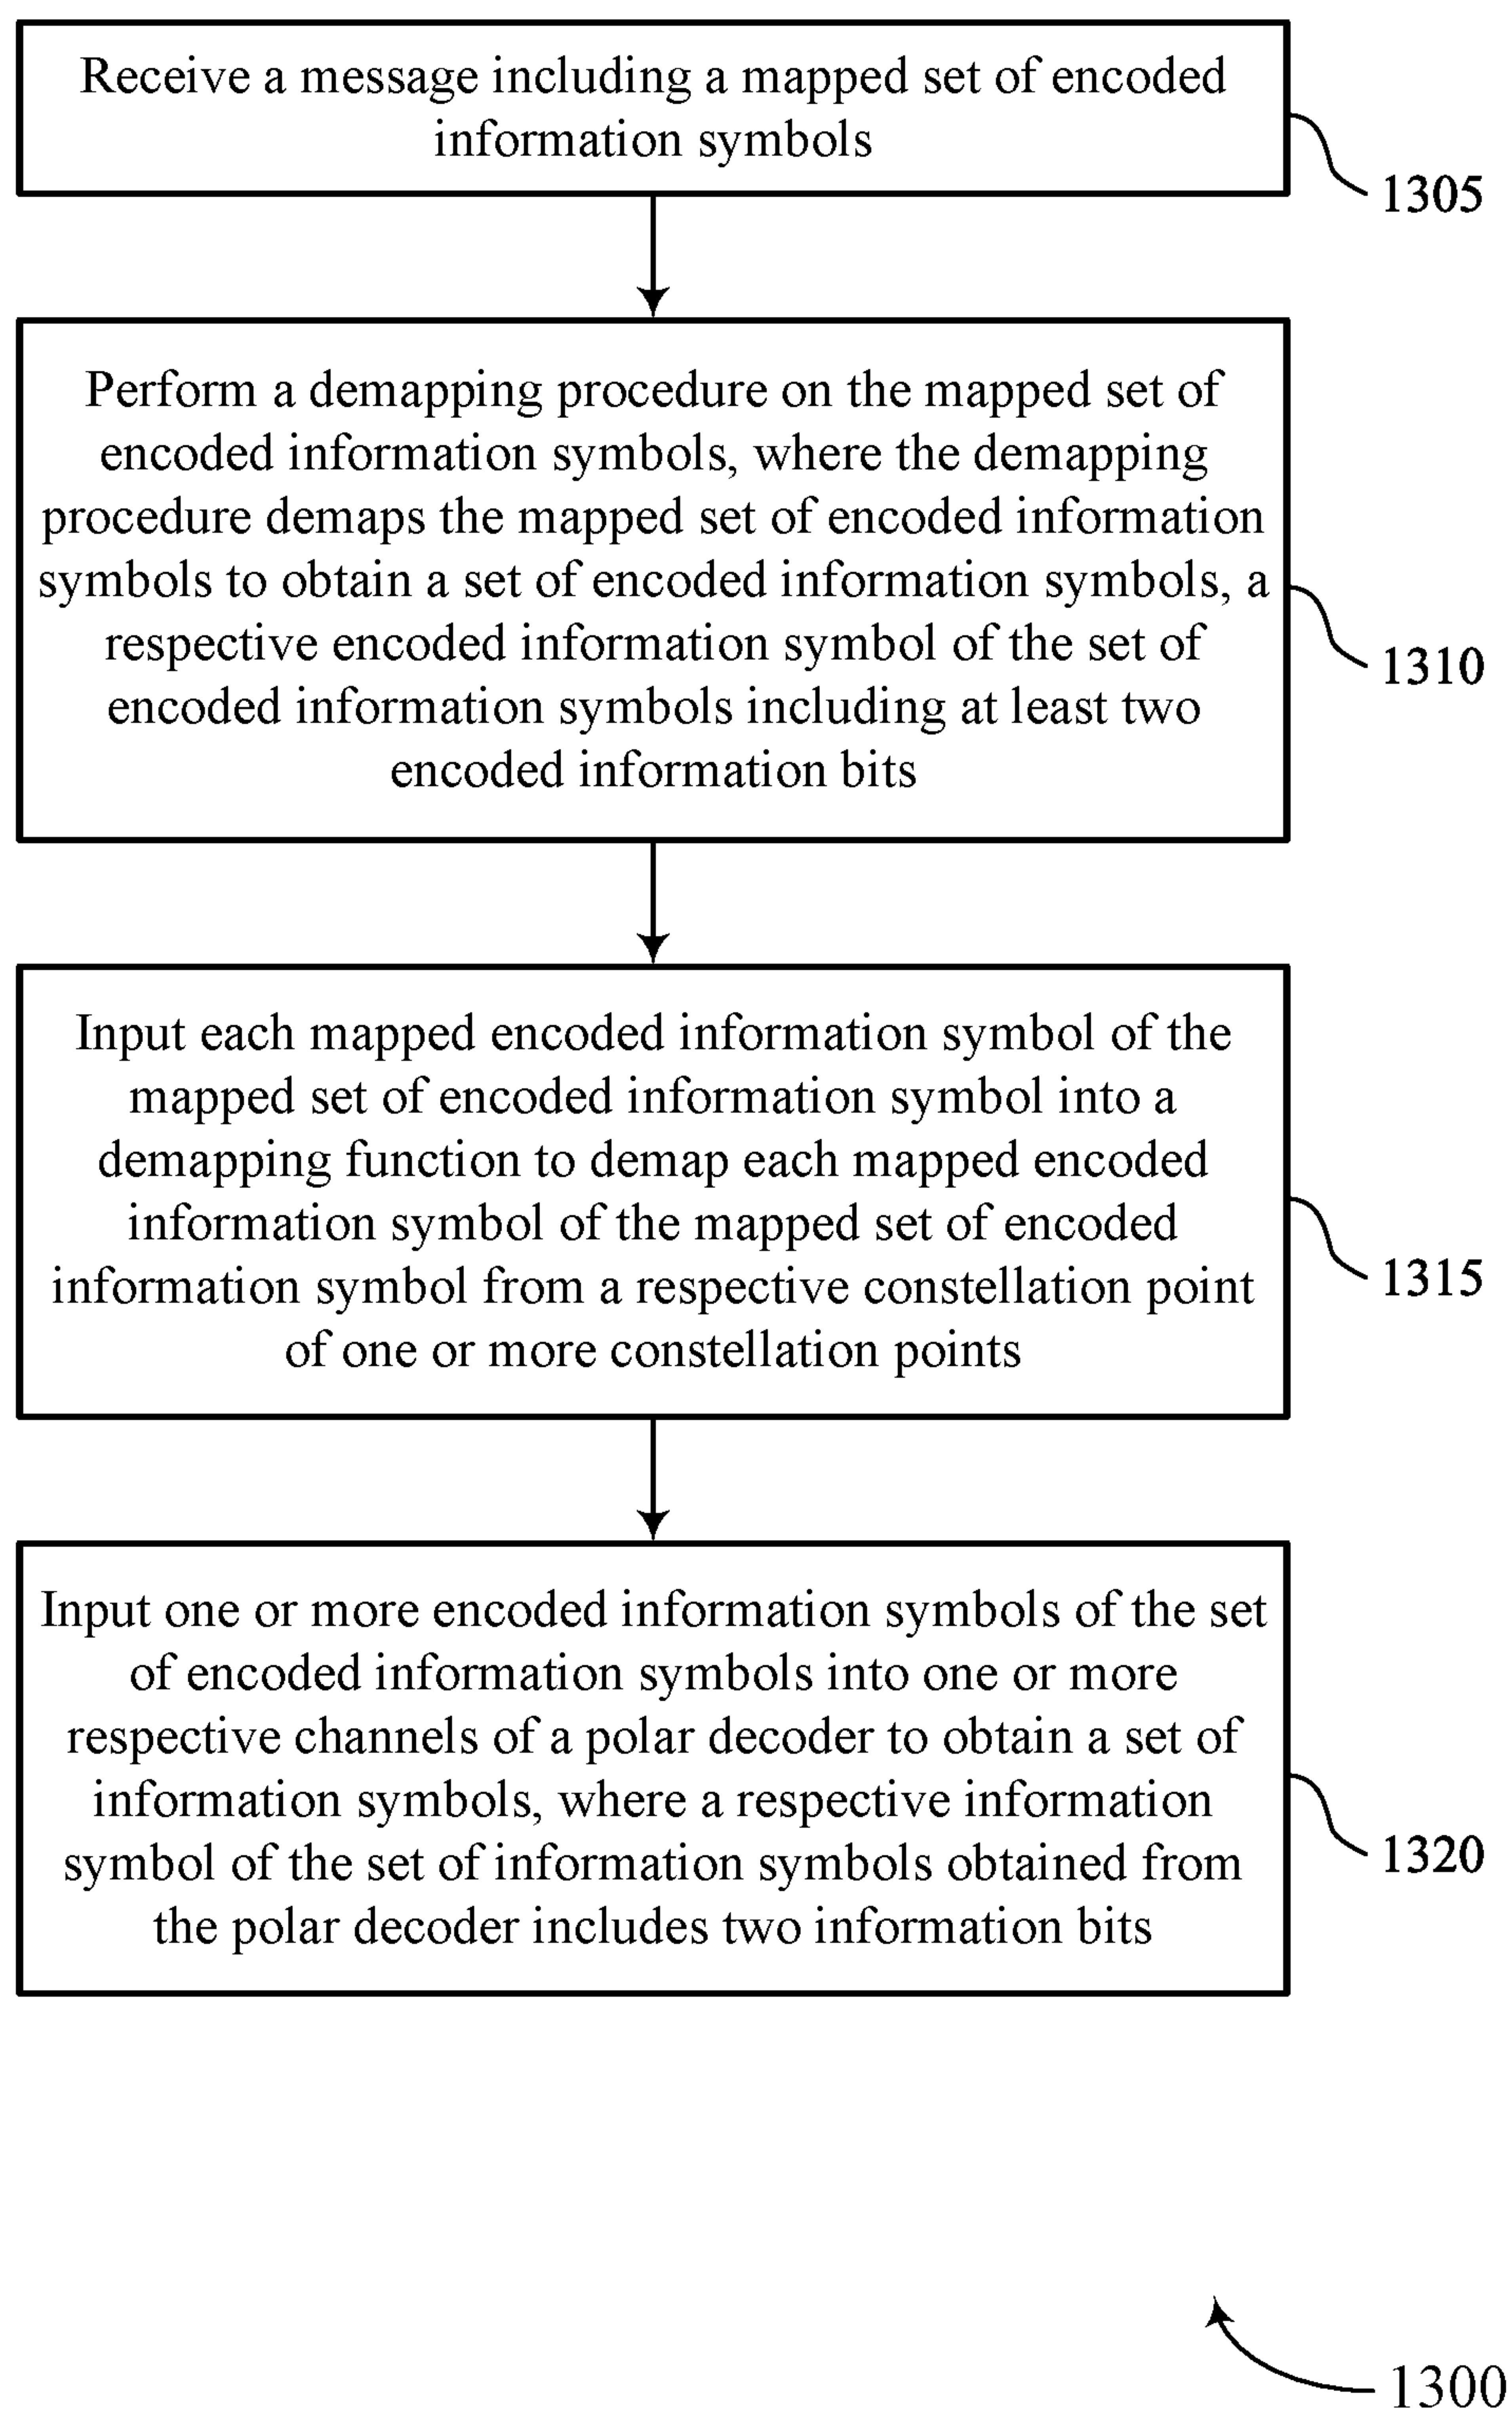 Receive a message including a mapped set of encoded
information symbols
1305
Perform a demapping procedure on the mapped set of
encoded information symbols, where the demapping
procedure demaps the mapped set of encoded information
symbols to obtain a set of encoded information symbols, a
respective encoded information symbol of the set of
encoded information symbols including at least two
encoded information bits
1310
Input each mapped encoded information symbol of the
mapped set of encoded information symbol into a
demapping function to demap each mapped encoded
information symbol of the mapped set of encoded
information symbol from a respective constellation point
of one or more constellation points
1315
Input one or more encoded information symbols of the set
of encoded information symbols into one or more
respective channels of a polar decoder to obtain a set of
information symbols, where a respective information
symbol of the set of information symbols obtained from
the polar decoder includes two information bits
1320
1300